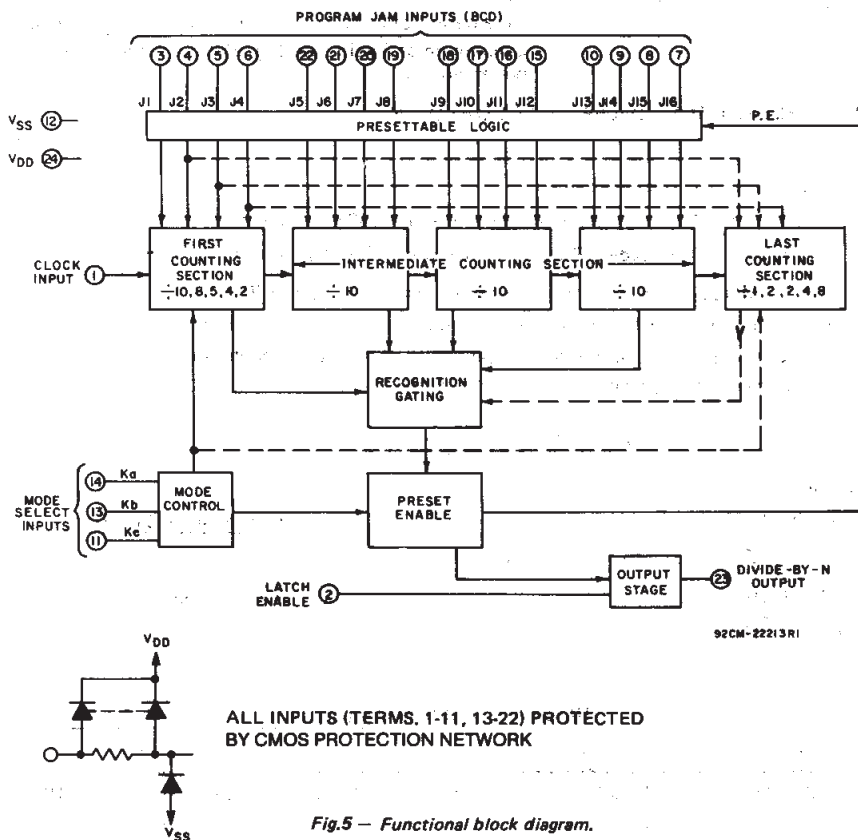 PROGRAM JAM INPUTS (BCD)
3 4 5 6 22 21 20 19 18 17 16 15 10 9 8 7
J1 J2 J3 J4 J5 J6 J7 J8 J9 J10 J11 J12 J13 J14 J15 J16
VSS 12
PRESETTABLE LOGIC
P.E.
VDD 24
CLOCK
INPUT 1
FIRST
COUNTING
SECTION
÷10,8,5,4,2
INTERMEDIATE COUNTING SECTION
÷10
÷10
÷10
LAST
COUNTING
SECTION
÷1,2,2,4,8
RECOGNITION
GATING
MODE
SELECT
INPUTS
14 Ka
13 Kb
11 Kc
MODE
CONTROL
PRESET
ENABLE
LATCH
ENABLE 2
OUTPUT
STAGE
23 DIVIDE-BY-N
OUTPUT
92CM-22213R1
VDD
ALL INPUTS (TERMS. 1-11, 13-22) PROTECTED
BY CMOS PROTECTION NETWORK
VSS
Fig.5 — Functional block diagram.